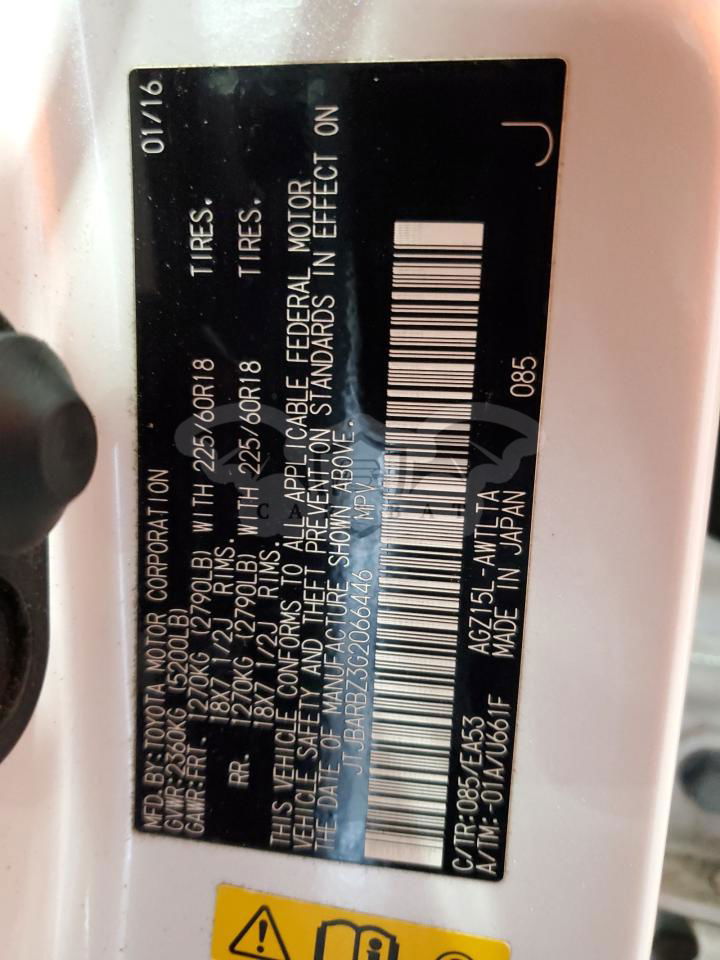 MFD.BY:TOYOTA MOTOR CORPORATION 01/16
GVWR:2360KG (5200LB)
GAWR:FRT. 1270KG (2790LB) WITH 225/60R18 TIRES.
18X7 1/2J RIMS.
RR. 1270KG (2790LB) WITH 225/60R18 TIRES.
18X7 1/2J RIMS.
THIS VEHICLE CONFORMS TO ALL APPLICABLE FEDERAL MOTOR
VEHICLE SAFETY AND THEFT PREVENTION STANDARDS IN EFFECT ON
THE DATE OF MANUFACTURE SHOWN ABOVE.
JTJBARBZ3G2066446 MPV
C/TR:085/EA53 AGZ15L-AWTLTA
A/TM:-01A/U661F MADE IN JAPAN 085 J